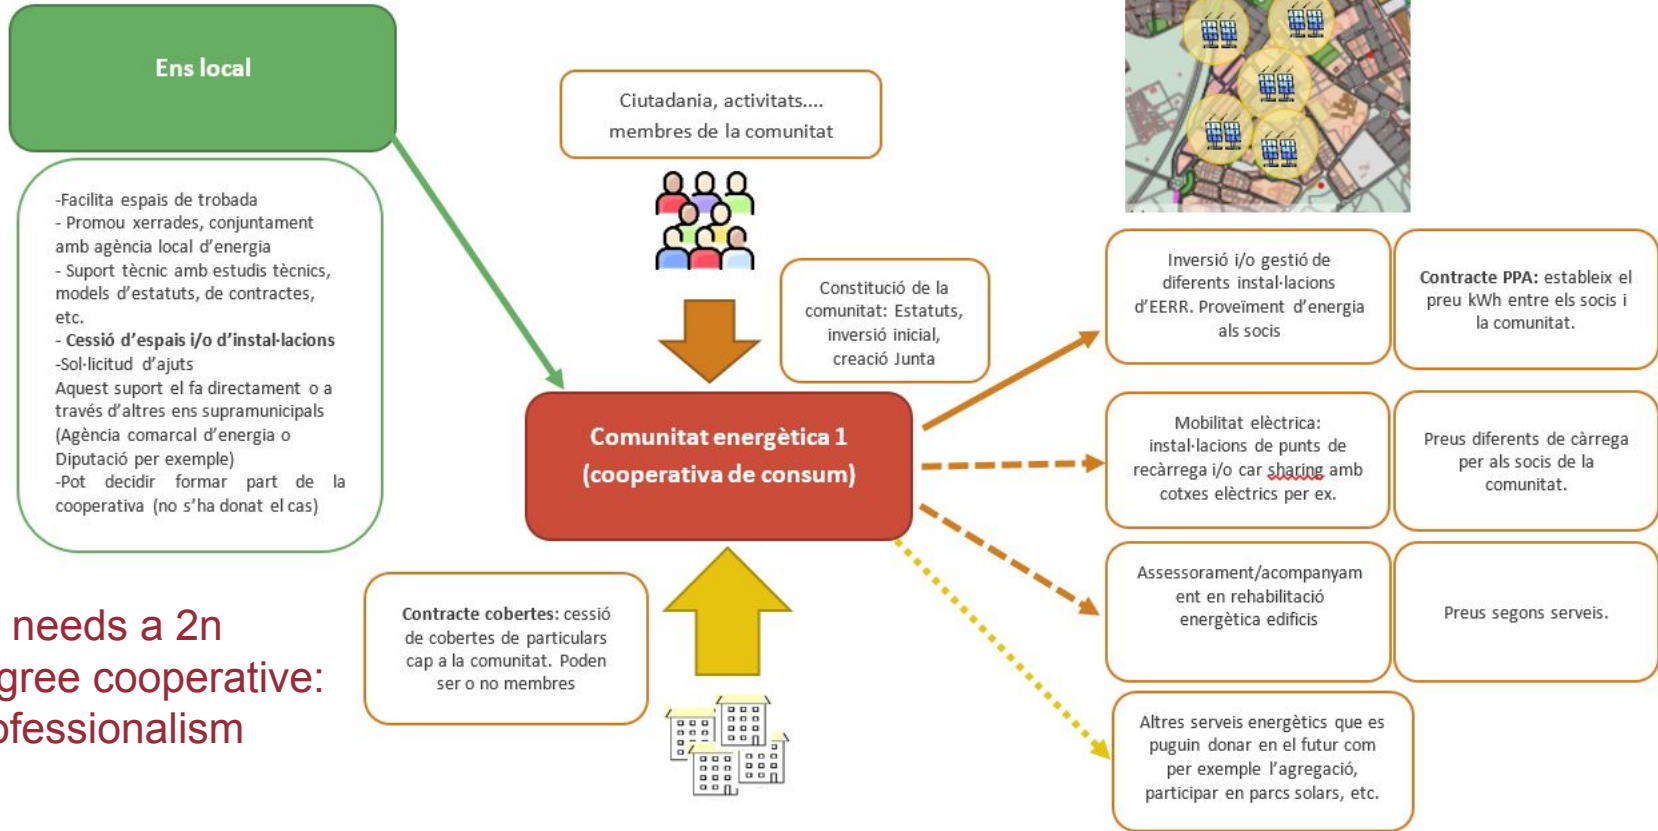 Ens local
-Facilita espais de trobada
- Promou xerrades, conjuntament
amb agència local d'energia
- Suport tècnic amb estudis tècnics,
models d'estatuts, de contractes,
etc.
- Cessió d'espais i/o d'instal·lacions
-Sol·licitud d'ajuts
Aquest suport el fa directament o a
través d'altres ens supramunicipals
(Agència comarcal d'energia o
Diputació per exemple)
-Pot decidir formar part de la
cooperativa (no s'ha donat el cas)
needs a 2n
gree cooperative:
ofessionalism
Ciutadania, activitats....
membres de la comunitat
Constitució de la
comunitat: Estatuts,
inversió inicial,
creació Junta
Comunitat energètica 1
(cooperativa de consum)
Contracte cobertes: cessió
de cobertes de particulars
cap a la comunitat. Poden
ser o no membres
Inversió i/o gestió de
diferents instal·lacions
d'EERR. Proveïment d'energia
als socis
Contracte PPA: estableix el
preu kWh entre els socis i
la comunitat.
Mobilitat elèctrica:
instal·lacions de punts de
recàrrega i/o car sharing amb
cotxes elèctrics per ex.
Preus diferents de càrrega
per als socis de la
comunitat.
Assessorament/acompanyam
ent en rehabilitació
energètica edificis
Preus segons serveis.
Altres serveis energètics que es
puguin donar en el futur com
per exemple l'agregació,
participar en parcs solars, etc.